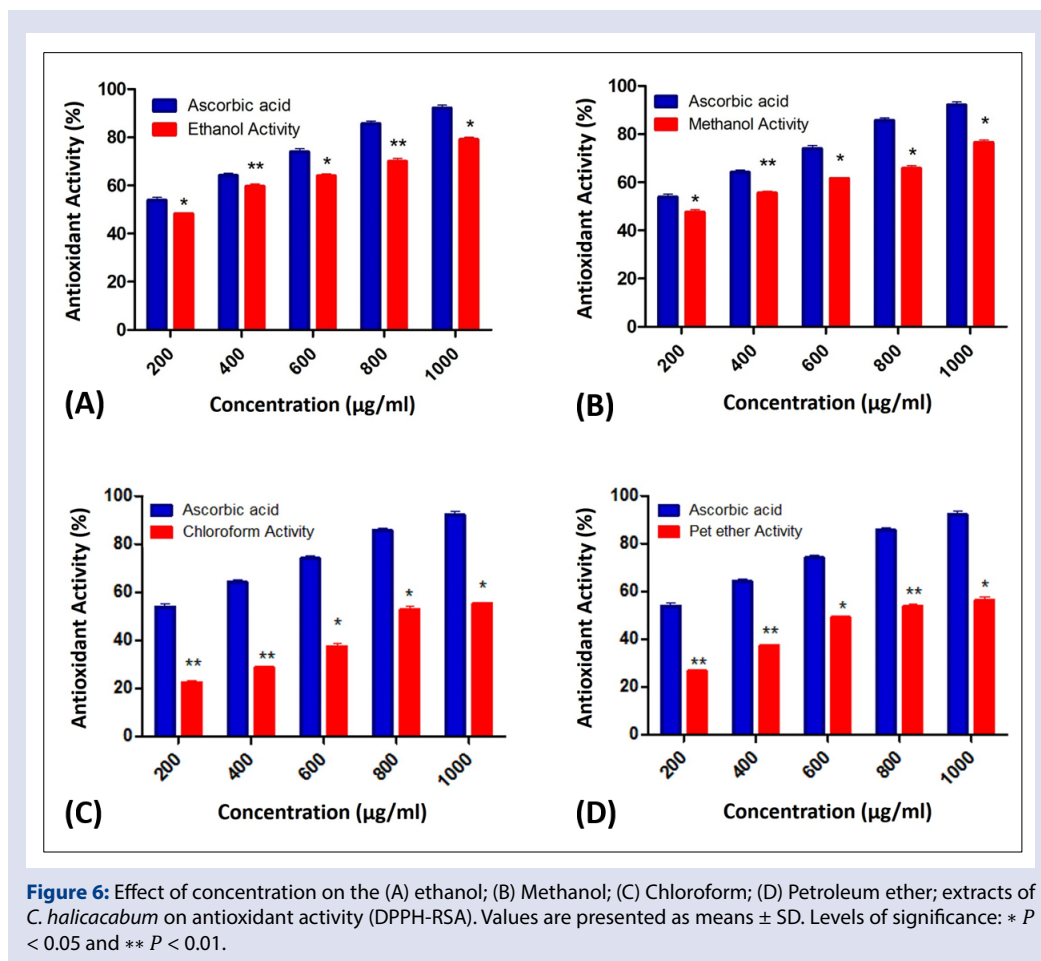 100
80
60
40
20
0
Antioxidant Activity (%)
Ascorbic acid
Ethanol Activity
* ** * ** *
200 400 600 800 1000
(A)
Concentration (µg/ml)
100
80
60
40
20
0
Antioxidant Activity (%)
Ascorbic acid
Methanol Activity
* ** * * *
200 400 600 800 1000
(B)
Concentration (µg/ml)
100
80
60
40
20
0
Antioxidant Activity (%)
Ascorbic acid
Chloroform Activity
** ** * * *
200 400 600 800 1000
(C)
Concentration (µg/ml)
100
80
60
40
20
0
Antioxidant Activity (%)
Ascorbic acid
Pet ether Activity
** ** * ** *
200 400 600 800 1000
(D)
Concentration (µg/ml)
Figure 6: Effect of concentration on the (A) ethanol; (B) Methanol; (C) Chloroform; (D) Petroleum ether; extracts of
C. halicacabum on antioxidant activity (DPPH-RSA). Values are presented as means ± SD. Levels of significance: * P
< 0.05 and ** P < 0.01.